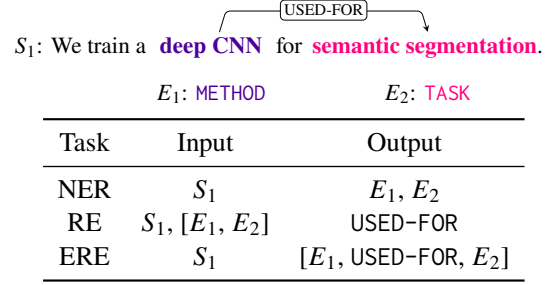 USED-FOR
S1: We train a deep CNN for semantic segmentation.
E1: METHOD E2: TASK
Task Input Output
NER S1 E1, E2
RE S1, [E1, E2] USED-FOR
ERE S1 [E1, USED-FOR, E2]